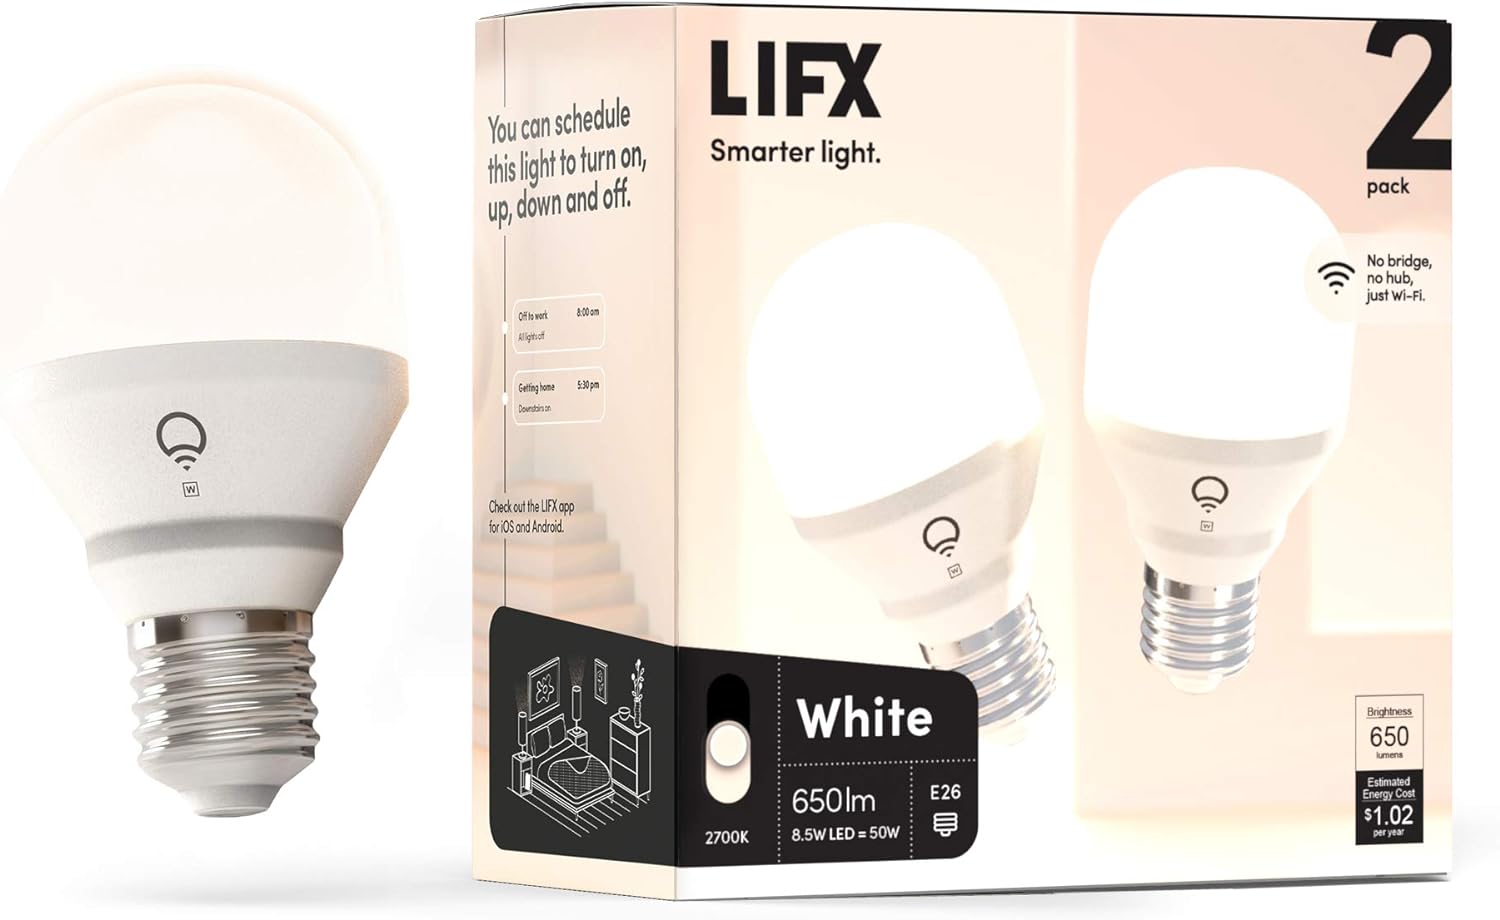 W
You can schedule
this light to turn on,
up, down and off.
Off to work 8:00 am
All lights off
Getting home 5:30 pm
Downstairs on
Check out the LIFX app
for iOS and Android.
LIFX
Smarter light.
2
pack
No bridge,
no hub,
just Wi-Fi.
W
W
2700K
White
650lm
8.5W LED = 50W
E26
Brightness
650
lumens
Estimated
Energy Cost
$1.02
per year